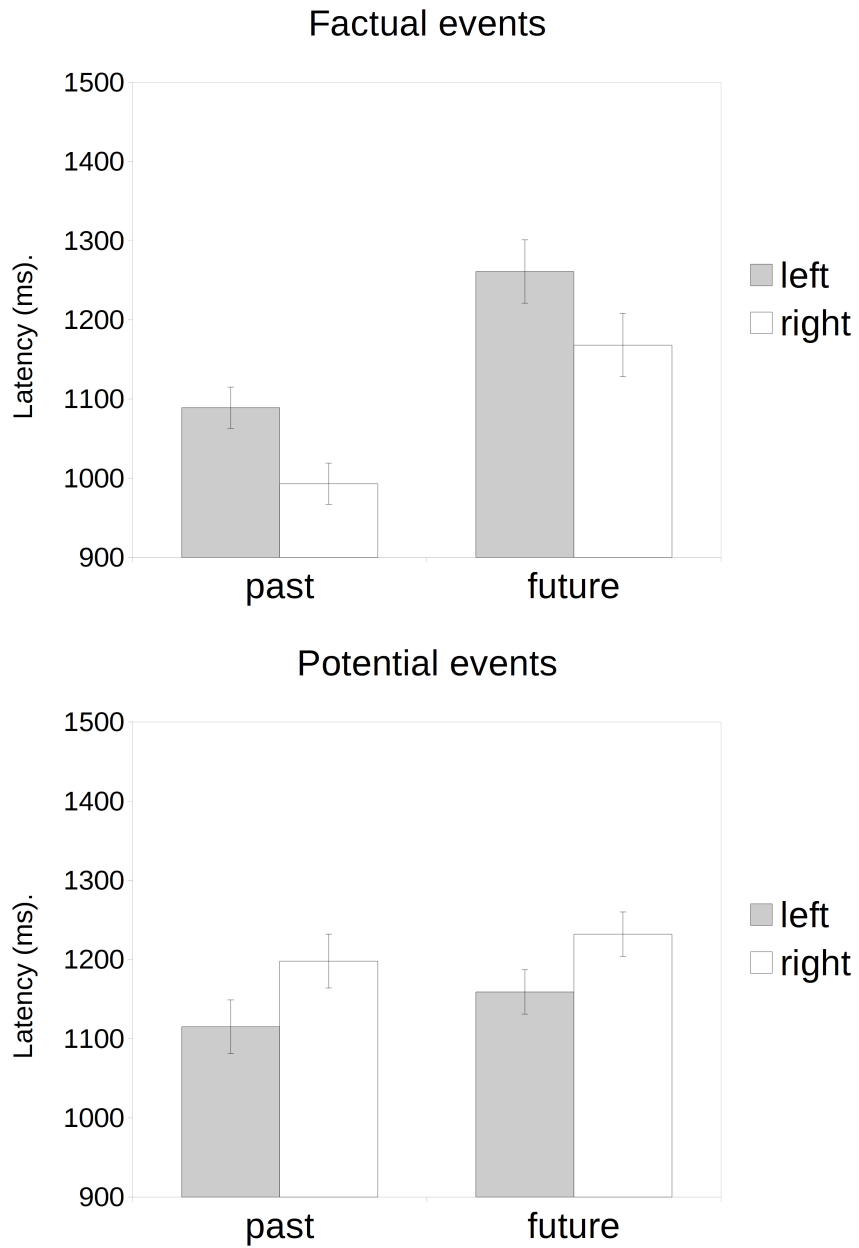 Factual events
1500
1400
1300
1200
1100
1000
900
Latency (ms).
past
future
left
right
Potential events
1500
1400
1300
1200
1100
1000
900
Latency (ms).
past
future
left
right